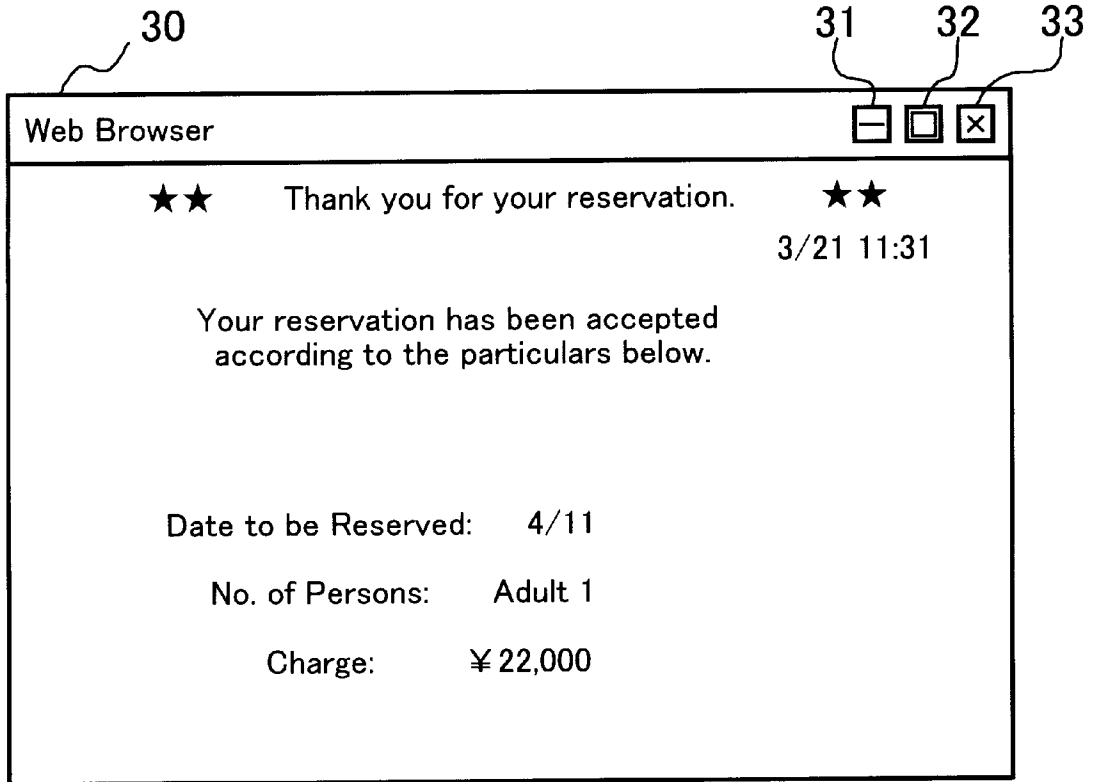 30 31 32 33
Web Browser
★★ Thank you for your reservation. ★★
3/21 11:31
Your reservation has been accepted
according to the particulars below.
Date to be Reserved: 4/11
No. of Persons: Adult 1
Charge: ¥22,000